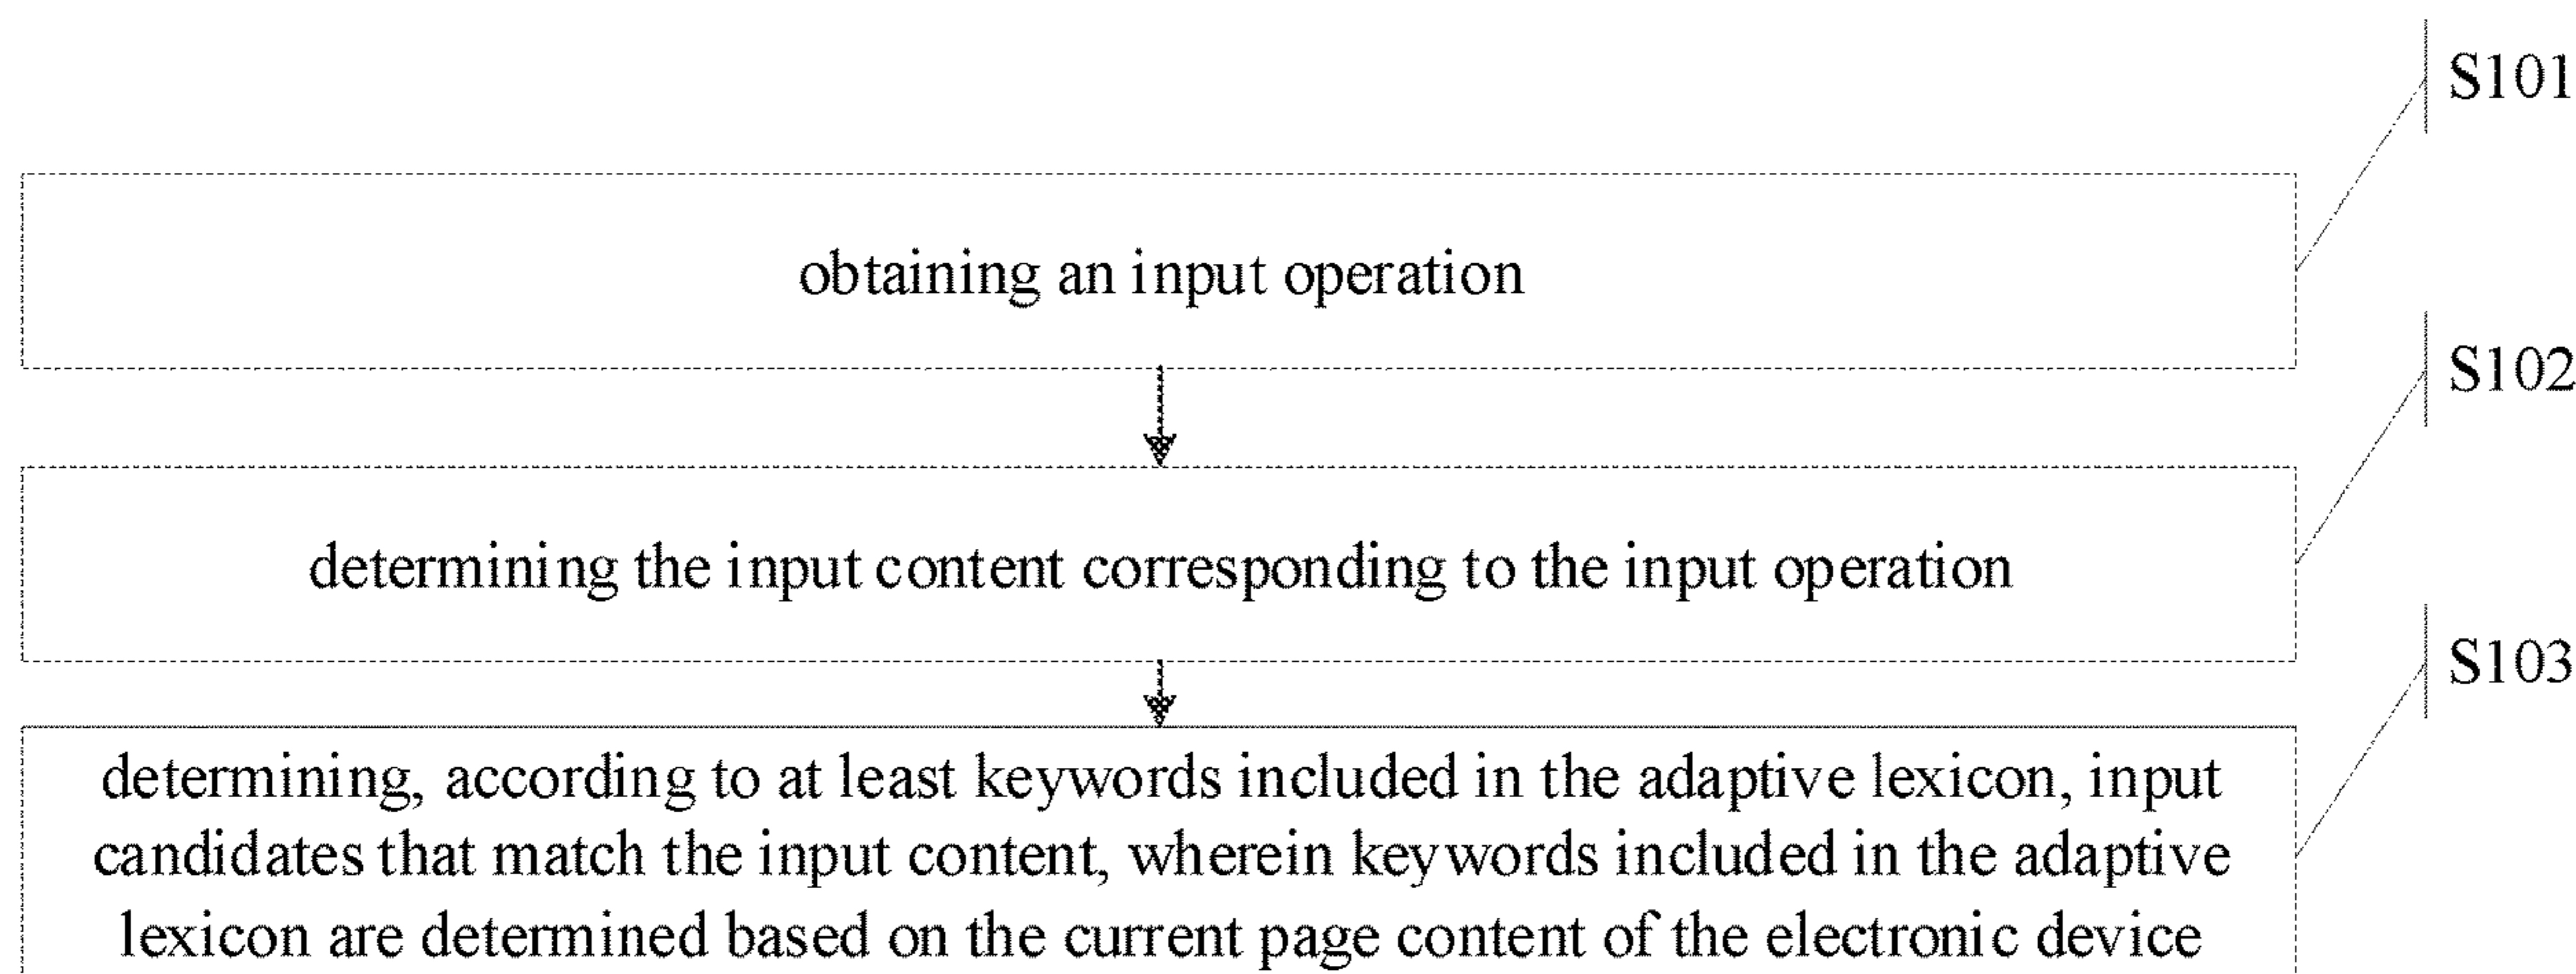 S101
obtaining an input operation
S102
determining the input content corresponding to the input operation
S103
determining, according to at least keywords included in the adaptive lexicon, input
candidates that match the input content, wherein keywords included in the adaptive
lexicon are determined based on the current page content of the electronic device